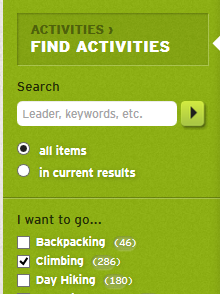 ACTIVITIES ›
FIND ACTIVITIES
Search
Leader, keywords, etc.
all items
in current results
I want to go...
Backpacking (46)
Climbing (286)
Day Hiking (180)